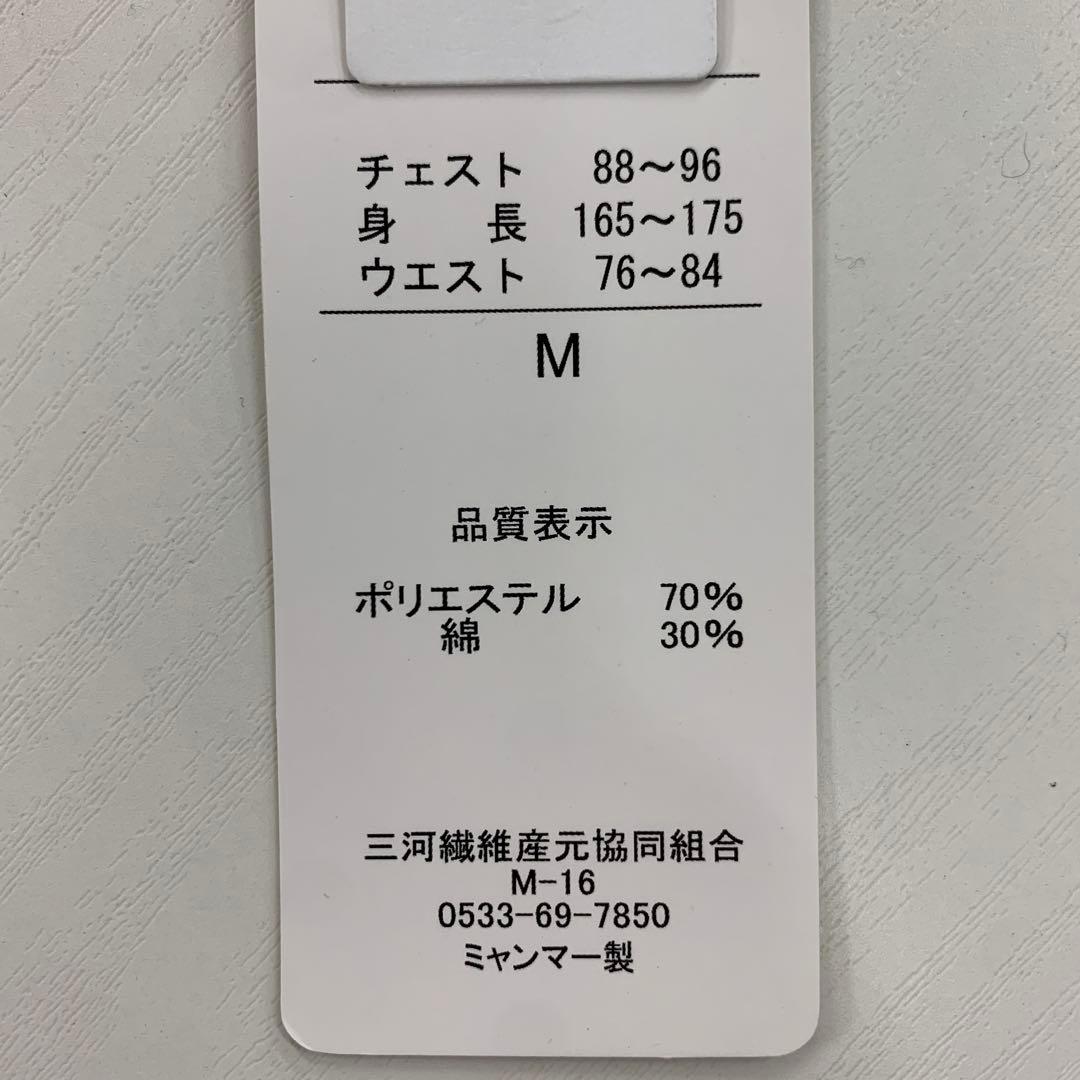 チェスト 88～96
身 長 165～175
ウエスト 76～84
M
品質表示
ポリエステル 70%
綿 30%
三河繊維産元協同組合
M-16
0533-69-7850
ミャンマー製